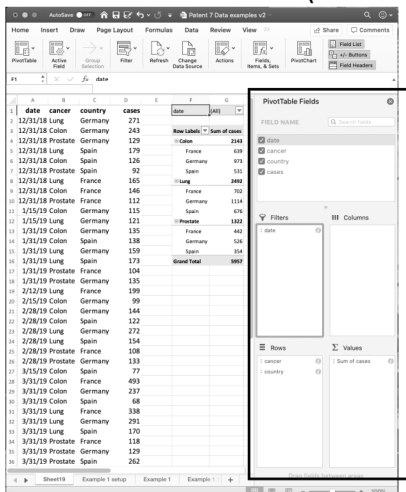 AutoSave OFF Patent 7 Data examples v2
Home Insert Draw Page Layout Formulas Data Review View Share Comments
PivotTable Active Field Group Selection Filter Refresh Change Data Source Actions Fields, Items, & Sets PivotChart Field List +/- Buttons Field Headers
F1 fx date
A B C D E F G
1 date cancer country cases date (All)
2 12/31/18 Lung Germany 271
3 12/31/18 Colon Germany 243 Row Labels Sum of cases
4 12/31/18 Prostate Germany 129 Colon 2143
5 12/31/18 Lung Spain 179 France 639
6 12/31/18 Colon Spain 126 Germany 973
7 12/31/18 Prostate Spain 92 Spain 531
8 12/31/18 Lung France 165 Lung 2492
9 12/31/18 Colon France 146 France 702
10 12/31/18 Prostate France 112 Germany 1114
11 1/15/19 Colon Germany 115 Spain 676
12 1/15/19 Lung Spain 121 Prostate 1322
13 1/31/19 Colon Germany 135 France 442
14 1/31/19 Colon Spain 138 Germany 526
15 1/31/19 Lung Germany 159 Spain 354
16 1/31/19 Lung Spain 173 Grand Total 5957
17 1/31/19 Prostate France 104
18 1/31/19 Prostate Germany 135
19 2/12/19 Lung France 199
20 2/15/19 Colon Germany 99
21 2/28/19 Colon Germany 144
22 2/28/19 Colon Spain 122
23 2/28/19 Lung Germany 272
24 2/28/19 Lung Spain 154
25 2/28/19 Prostate France 108
26 2/28/19 Prostate Germany 133
27 3/15/19 Colon Spain 77
28 3/31/19 Colon France 493
29 3/31/19 Colon Germany 237
30 3/31/19 Colon Spain 68
31 3/31/19 Lung France 338
32 3/31/19 Lung Germany 291
33 3/31/19 Lung Spain 170
34 3/31/19 Prostate France 118
35 3/31/19 Prostate Germany 129
36 3/31/19 Prostate Spain 262
PivotTable Fields
FIELD NAME Search fields
date
cancer
country
cases
Filters Columns
date
Rows Values
cancer Sum of cases
country
Drag fields between areas
Sheet19 Example 1 setup Example 1 Example